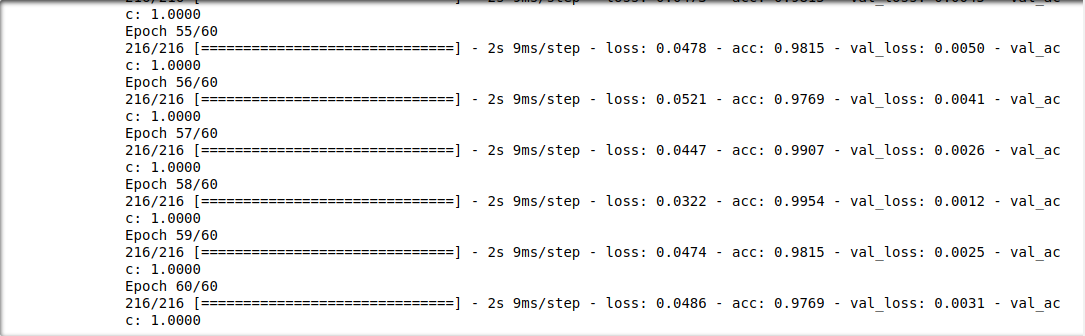 c: 1.0000
Epoch 55/60
216/216 [==============================] - 2s 9ms/step - loss: 0.0478 - acc: 0.9815 - val_loss: 0.0050 - val_ac
c: 1.0000
Epoch 56/60
216/216 [==============================] - 2s 9ms/step - loss: 0.0521 - acc: 0.9769 - val_loss: 0.0041 - val_ac
c: 1.0000
Epoch 57/60
216/216 [==============================] - 2s 9ms/step - loss: 0.0447 - acc: 0.9907 - val_loss: 0.0026 - val_ac
c: 1.0000
Epoch 58/60
216/216 [==============================] - 2s 9ms/step - loss: 0.0322 - acc: 0.9954 - val_loss: 0.0012 - val_ac
c: 1.0000
Epoch 59/60
216/216 [==============================] - 2s 9ms/step - loss: 0.0474 - acc: 0.9815 - val_loss: 0.0025 - val_ac
c: 1.0000
Epoch 60/60
216/216 [==============================] - 2s 9ms/step - loss: 0.0486 - acc: 0.9769 - val_loss: 0.0031 - val_ac
c: 1.0000